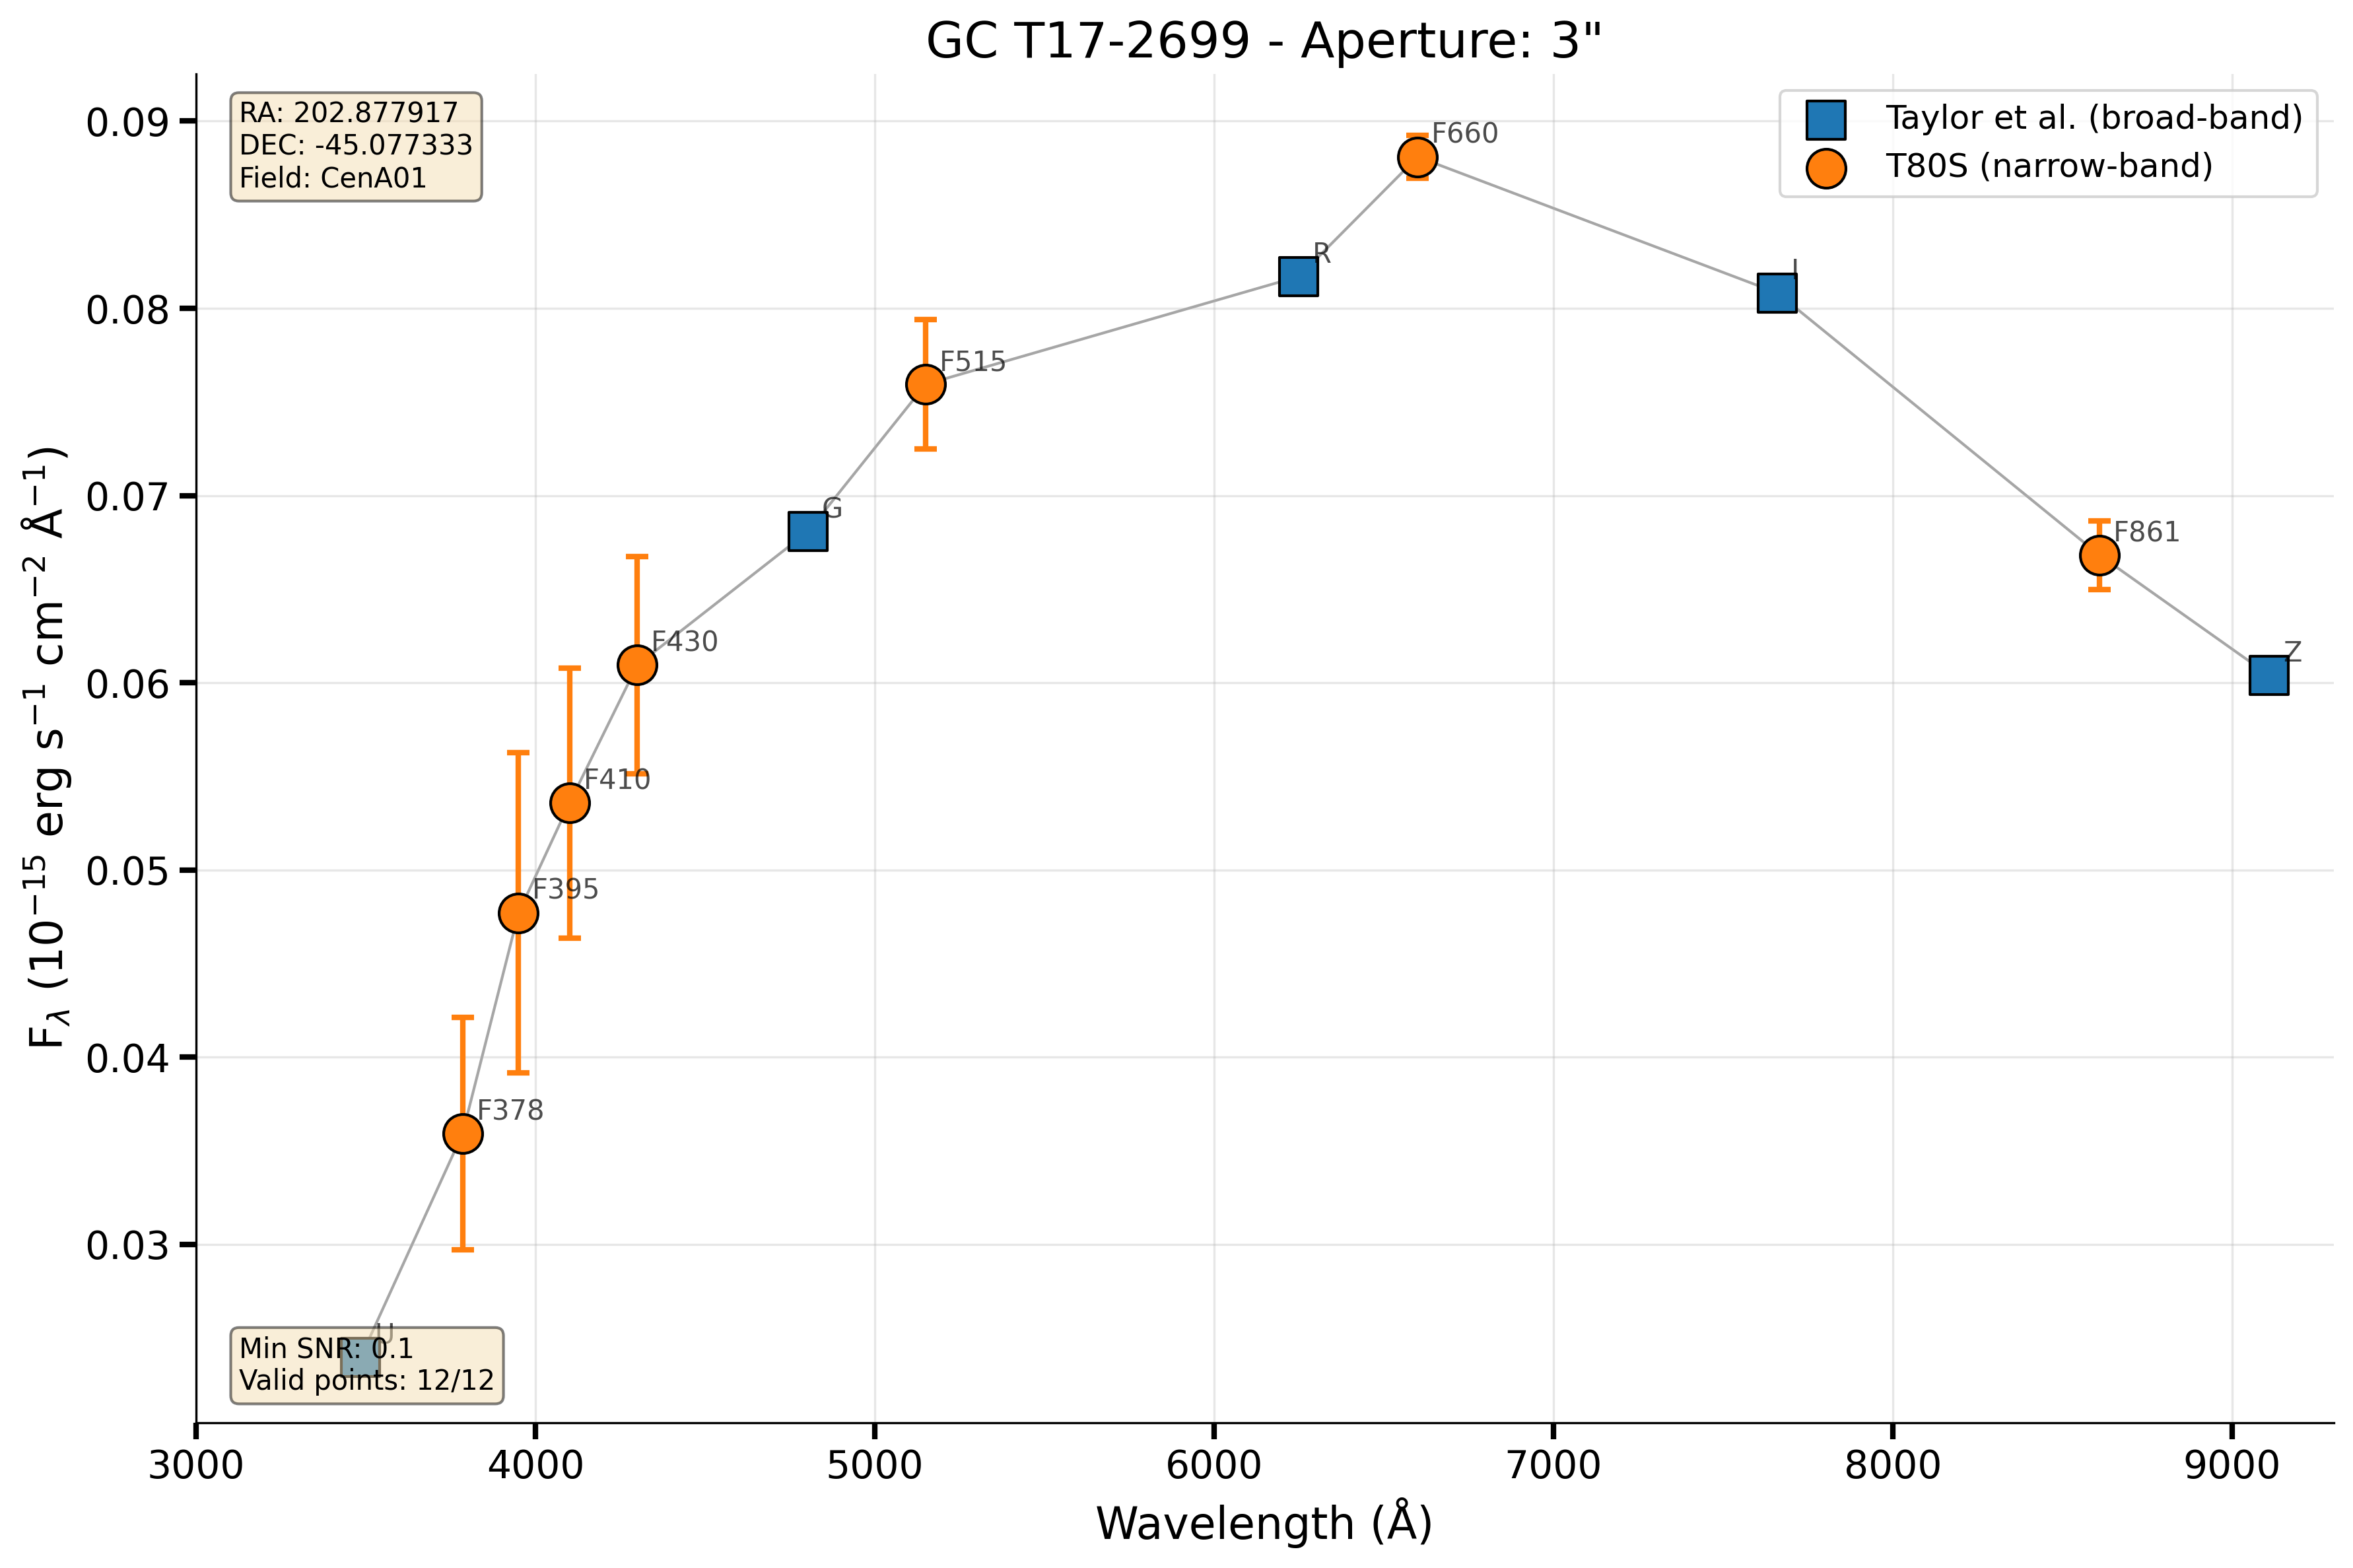 GC T17-2699 - Aperture: 3"
RA: 202.877917
DEC: -45.077333
Field: CenA01
Taylor et al. (broad-band)
T80S (narrow-band)
F660
R
I
F515
G
F861
F430
Z
F410
F395
F378
U
Min SNR: 0.1
Valid points: 12/12
0.09
0.08
0.07
0.06
0.05
0.04
0.03
F$_{λ}$ (10$^{-15}$ erg s$^{-1}$ cm$^{-2}$ Å$^{-1}$)
3000 4000 5000 6000 7000 8000 9000
Wavelength (Å)